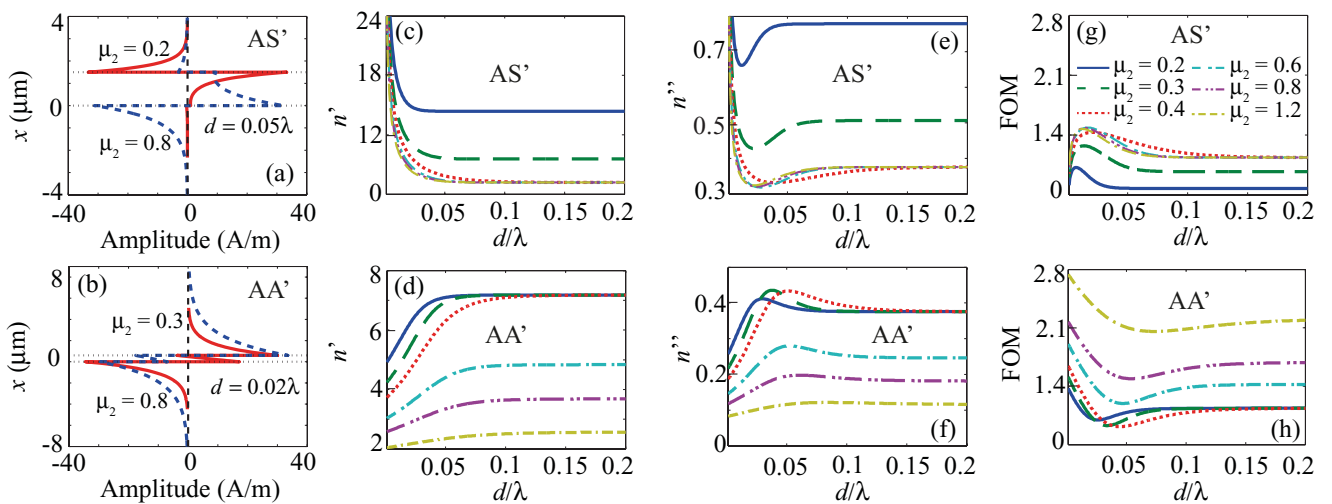 4
AS'
μ2 = 0.2
x (μm)
0
d = 0.05λ
μ2 = 0.8
(a)
4
-40
0
40
Amplitude (A/m)
8
(b)
AA'
μ2 = 0.3
x (μm)
0
d = 0.02λ
μ2 = 0.8
8
-40
0
40
Amplitude (A/m)
24
(c)
18
AS'
n'
12
6
0
0.05
0.1
0.15
0.2
d/λ
8
(d)
6
AA'
n'
4
2
0.05
0.1
0.15
0.2
d/λ
0.7
(e)
AS'
n''
0.5
0.3
0.05
0.1
0.15
0.2
d/λ
0.4
AA'
n''
0.2
(f)
0
0.05
0.1
0.15
0.2
d/λ
2.8
(g)
AS'
μ2 = 0.2
μ2 = 0.6
2.1
μ2 = 0.3
μ2 = 0.8
FOM
μ2 = 0.4
μ2 = 1.2
1.4
0
0.05
0.1
0.15
0.2
d/λ
2.8
AA'
2.1
FOM
1.4
(h)
0
0.05
0.1
0.15
0.2
d/λ